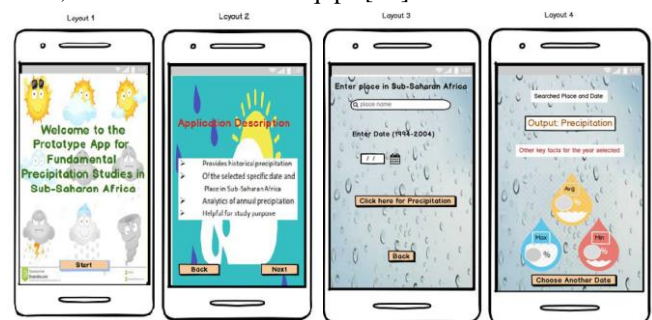 Layout 1
Layout 2
Layout 3
Layout 4
Welcome to the
Prototype App for
Fundamental
Precipitation Studies in
Sub-Saharan Africa
Start
Application Description
➢ Provides historical precipitation
➢ Of the selected specific date and
Place in Sub-Saharan Africa
➢ Analytics of annual precipitation
➢ Helpful for study purpose
Back
Next
Enter place in Sub-Saharan Africa
place name
Enter Date (1994-2004)
/ /
Click here for Precipitation
Back
Searched Place and Date
Output: Precipitation
Other key facts for the year selected
Avg
Max
%
Min
Choose Another Date